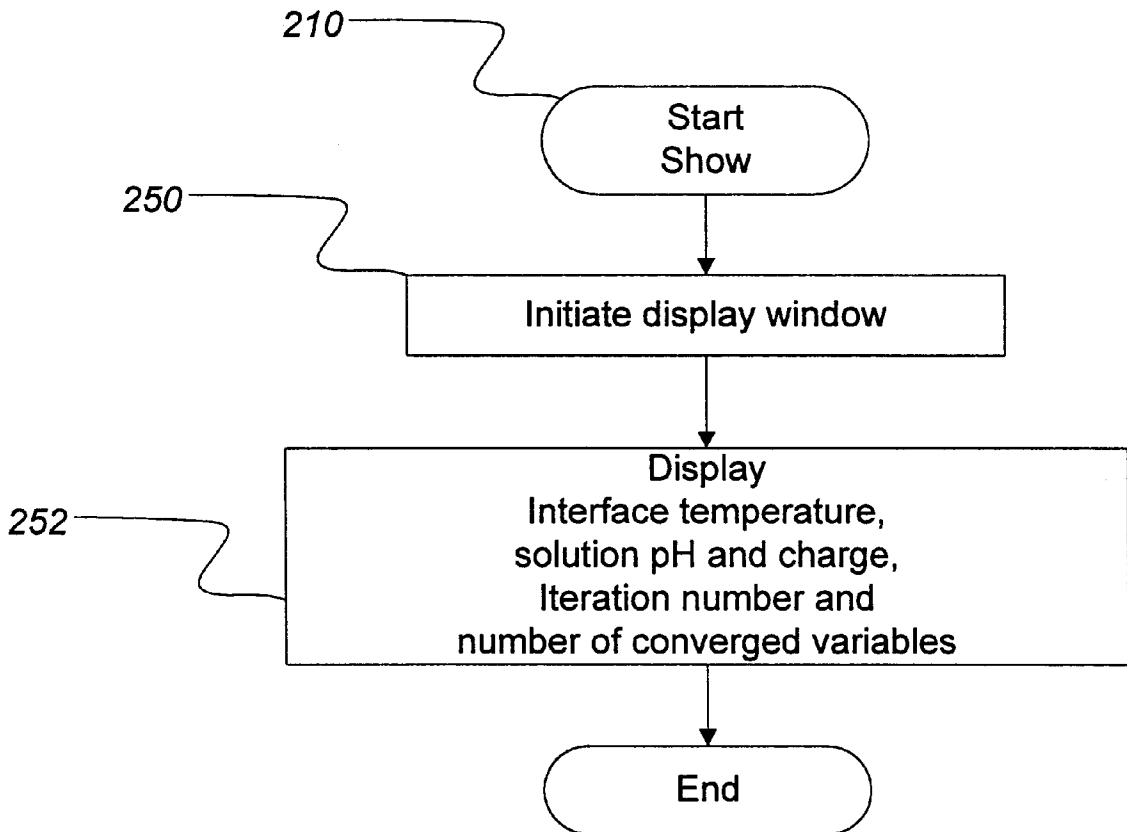 210
Start
Show
250
Initiate display window
Display
Interface temperature,
252
solution pH and charge,
Iteration number and
number of converged variables
End